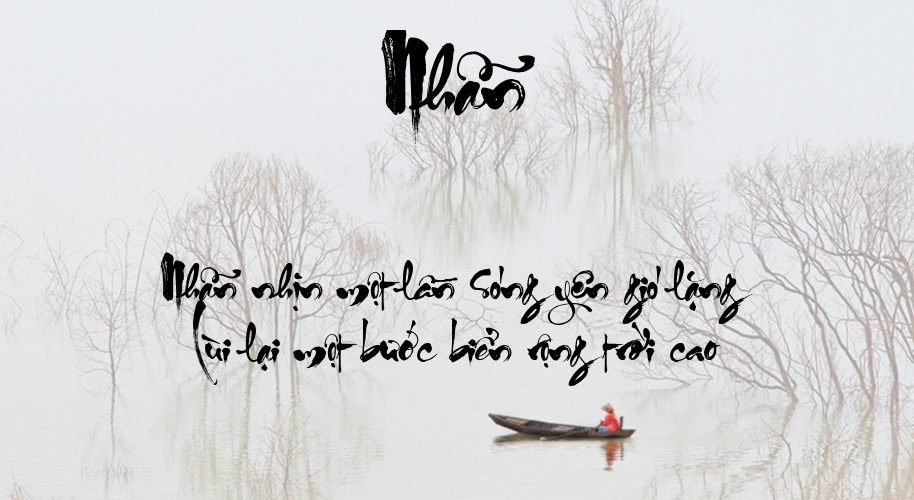 Nhẫn
Nhẫn nhịn một lần Sóng yên gió lặng
Lùi lại một bước biển rộng trời cao